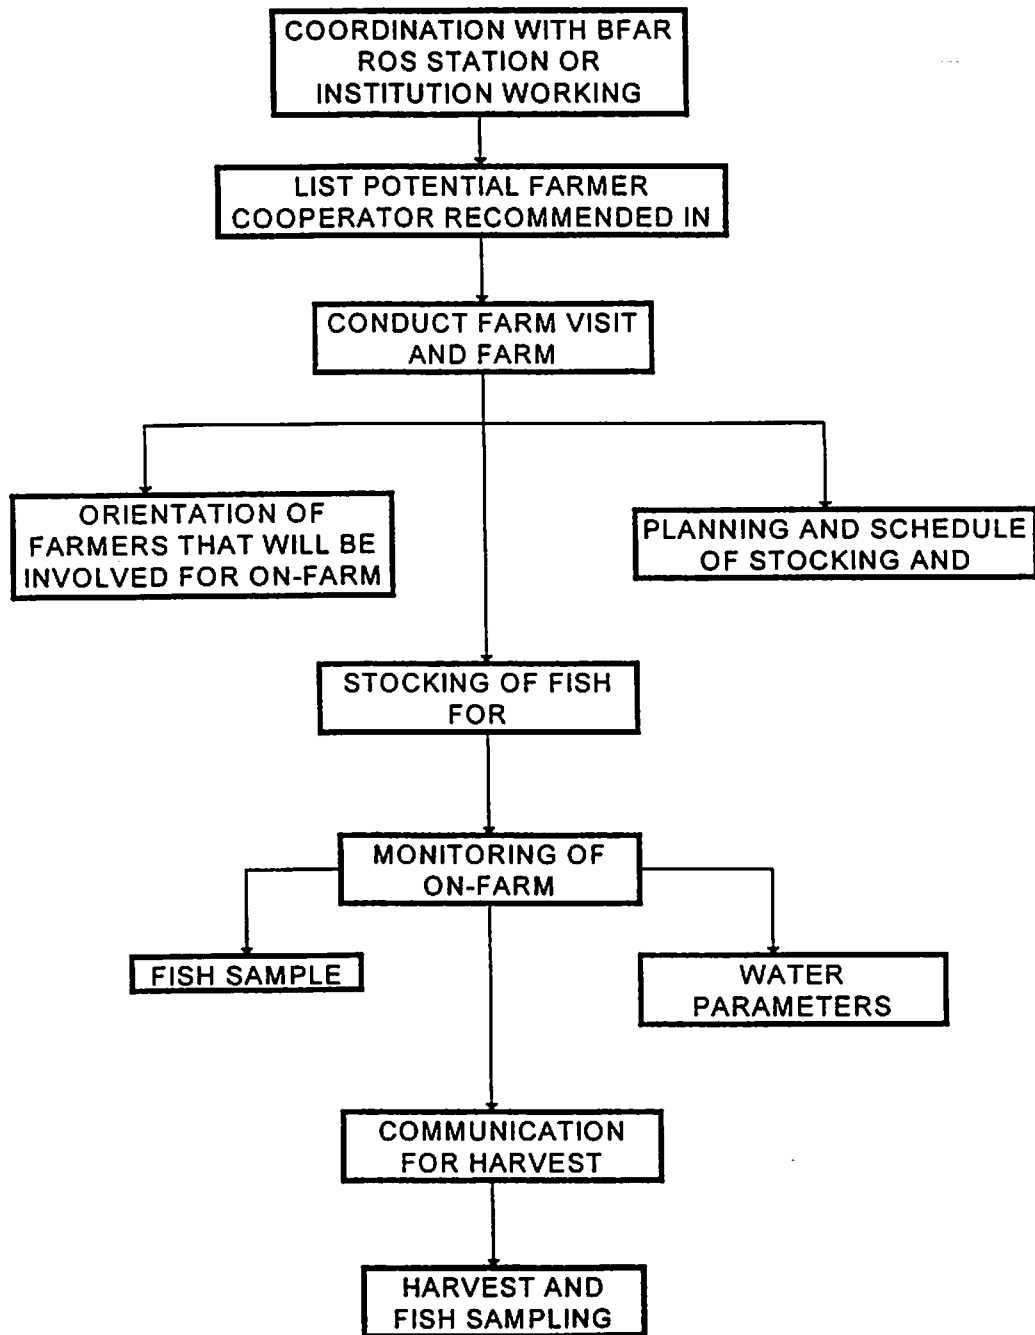 COORDINATION WITH BFAR
ROS STATION OR
INSTITUTION WORKING
LIST POTENTIAL FARMER
COOPERATOR RECOMMENDED IN
CONDUCT FARM VISIT
AND FARM
ORIENTATION OF
FARMERS THAT WILL BE
INVOLVED FOR ON-FARM
PLANNING AND SCHEDULE
OF STOCKING AND
STOCKING OF FISH
FOR
MONITORING OF
ON-FARM
FISH SAMPLE
WATER
PARAMETERS
COMMUNICATION
FOR HARVEST
HARVEST AND
FISH SAMPLING